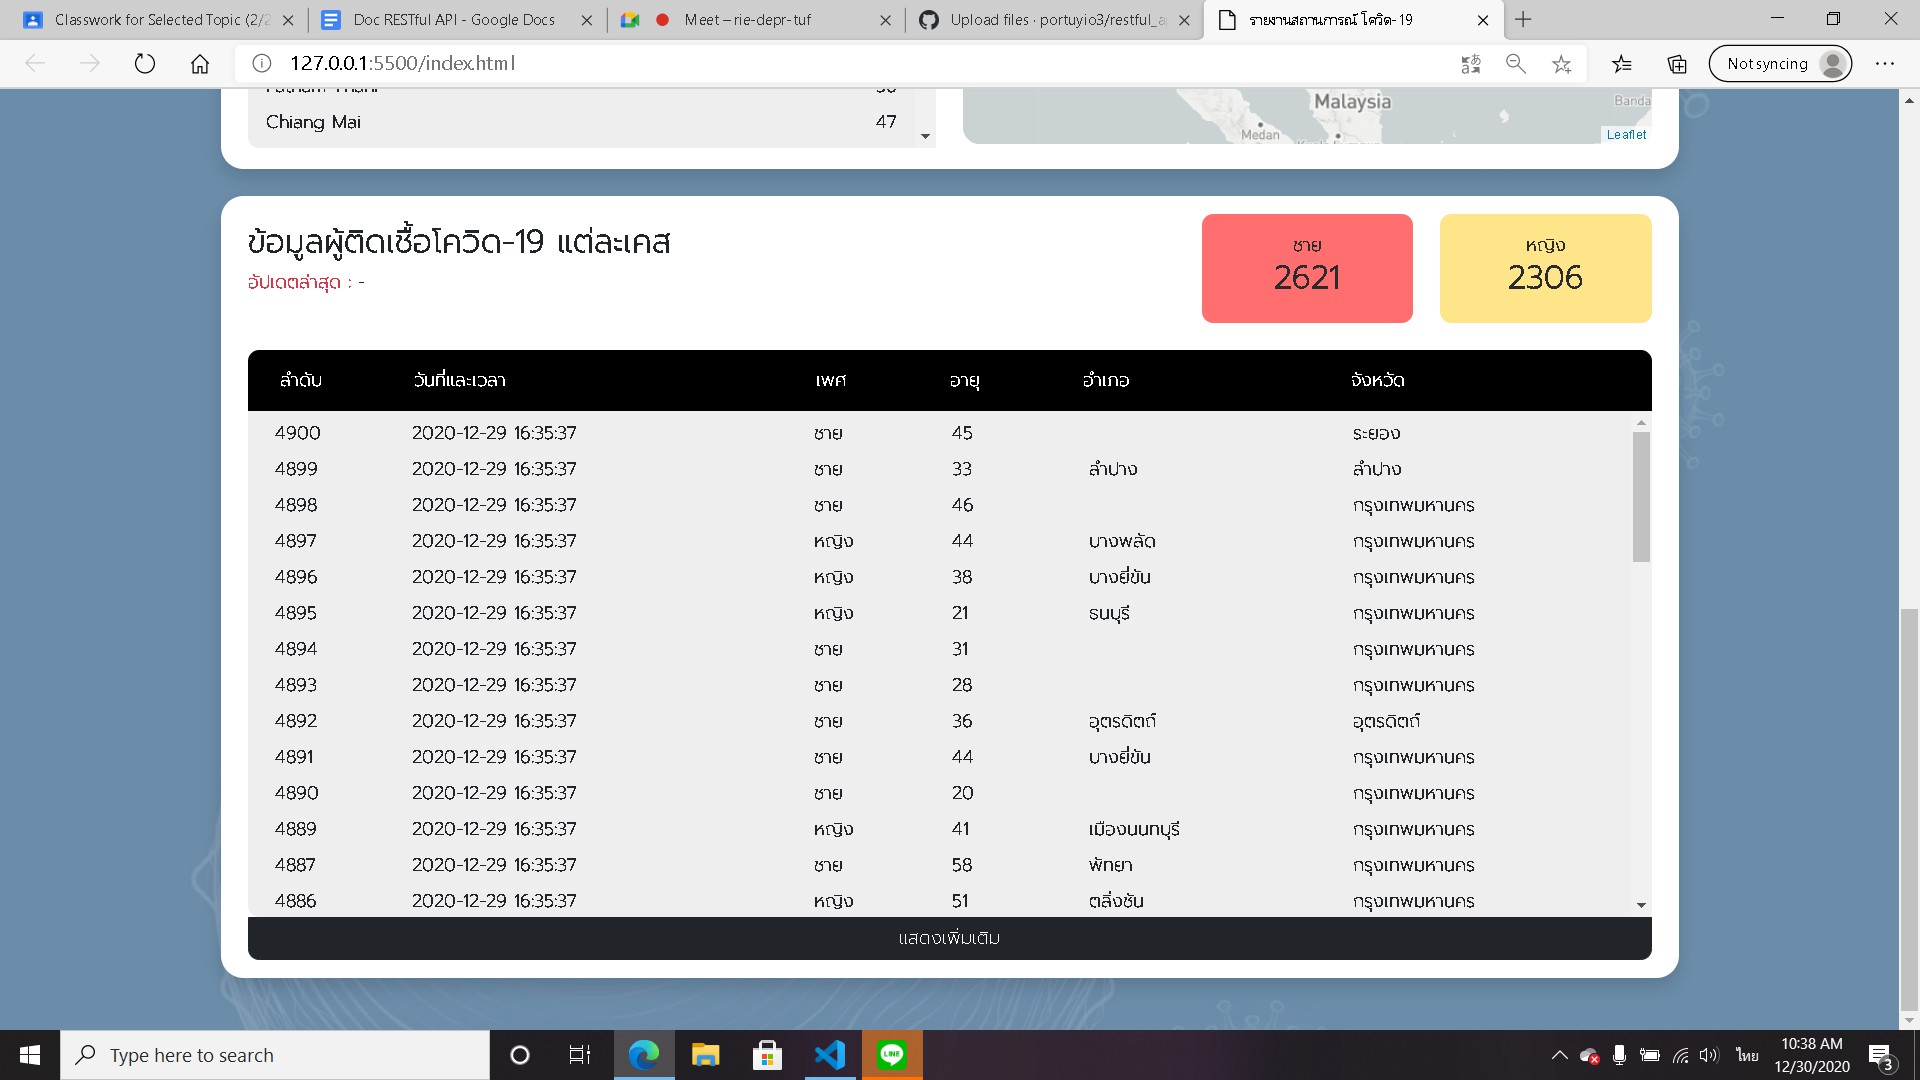 Classwork for Selected Topic (2/2
Doc RESTful API - Google Docs
Meet – rie-depr-tuf
Upload files · portuyio3/restful_a
รายงานสถานการณ์ โควิด-19
127.0.0.1:5500/index.html
Not syncing
Chiang Mai 47
Malaysia
Banda
Medan
Leaflet
ข้อมูลผู้ติดเชื้อโควิด-19 แต่ละเคส
อัปเดตล่าสุด : -
ชาย
2621
หญิง
2306
ลำดับ วันที่และเวลา เพศ อายุ อำเภอ จังหวัด
4900 2020-12-29 16:35:37 ชาย 45 ระยอง
4899 2020-12-29 16:35:37 ชาย 33 ลำปาง ลำปาง
4898 2020-12-29 16:35:37 ชาย 46 กรุงเทพมหานคร
4897 2020-12-29 16:35:37 หญิง 44 บางพลัด กรุงเทพมหานคร
4896 2020-12-29 16:35:37 หญิง 38 บางยี่ขัน กรุงเทพมหานคร
4895 2020-12-29 16:35:37 หญิง 21 ธนบุรี กรุงเทพมหานคร
4894 2020-12-29 16:35:37 ชาย 31 กรุงเทพมหานคร
4893 2020-12-29 16:35:37 ชาย 28 กรุงเทพมหานคร
4892 2020-12-29 16:35:37 ชาย 36 อุตรดิตถ์ อุตรดิตถ์
4891 2020-12-29 16:35:37 ชาย 44 บางยี่ขัน กรุงเทพมหานคร
4890 2020-12-29 16:35:37 ชาย 20 กรุงเทพมหานคร
4889 2020-12-29 16:35:37 หญิง 41 เมืองนนทบุรี กรุงเทพมหานคร
4887 2020-12-29 16:35:37 ชาย 58 พัทยา กรุงเทพมหานคร
4886 2020-12-29 16:35:37 หญิง 51 ตลิ่งชัน กรุงเทพมหานคร
แสดงเพิ่มเติม
Type here to search
LINE
ไทย
10:38 AM
12/30/2020
3